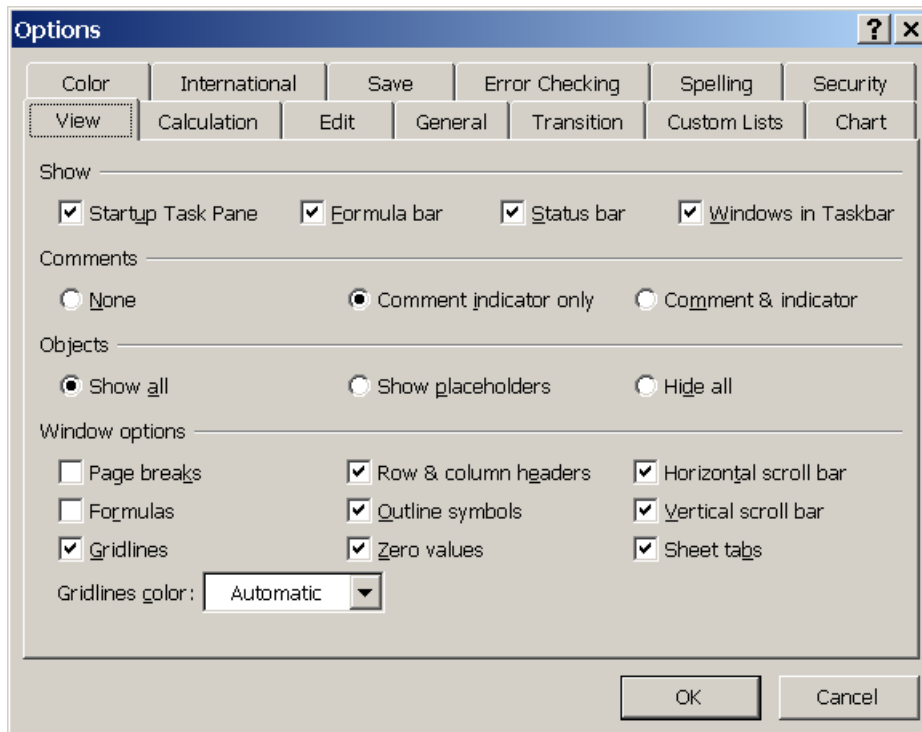 Options
Color International Save Error Checking Spelling Security
View Calculation Edit General Transition Custom Lists Chart
Show
Startup Task Pane Formula bar Status bar Windows in Taskbar
Comments
None Comment indicator only Comment & indicator
Objects
Show all Show placeholders Hide all
Window options
Page breaks Row & column headers Horizontal scroll bar
Formulas Outline symbols Vertical scroll bar
Gridlines Zero values Sheet tabs
Gridlines color: Automatic
OK Cancel